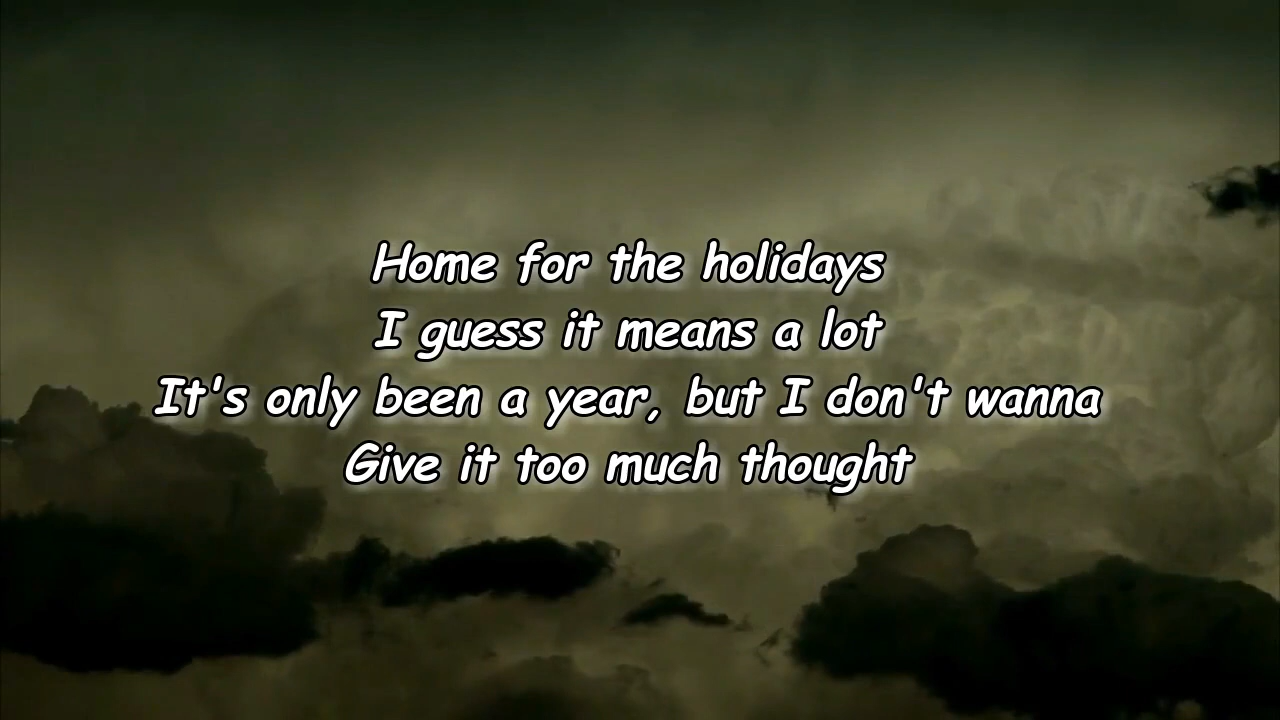 Home for the holidays
I guess it means a lot
It's only been a year, but I don't wanna
Give it too much thought